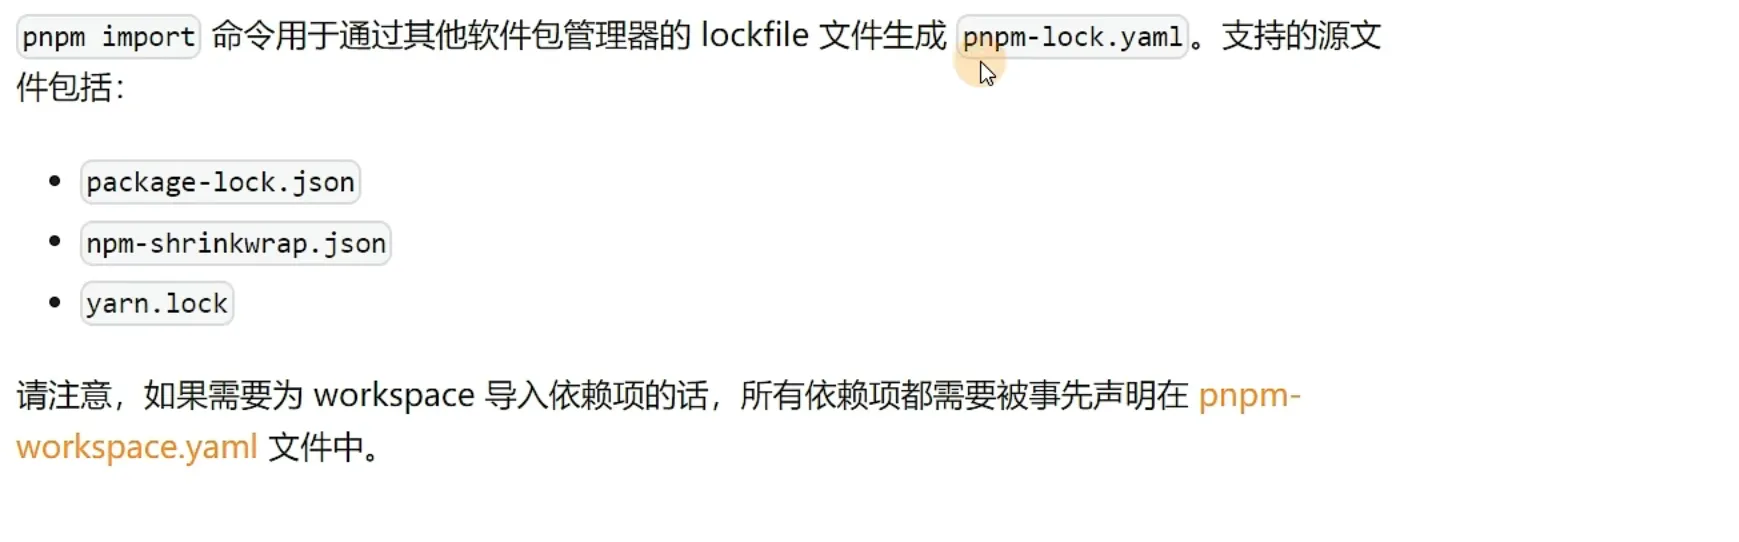 pnpm import 命令用于通过其他软件包管理器的 lockfile 文件生成 pnpm-lock.yaml。支持的源文
件包括：
package-lock.json
npm-shrinkwrap.json
yarn.lock
请注意，如果需要为 workspace 导入依赖项的话，所有依赖项都需要被事先声明在 pnpm-
workspace.yaml 文件中。